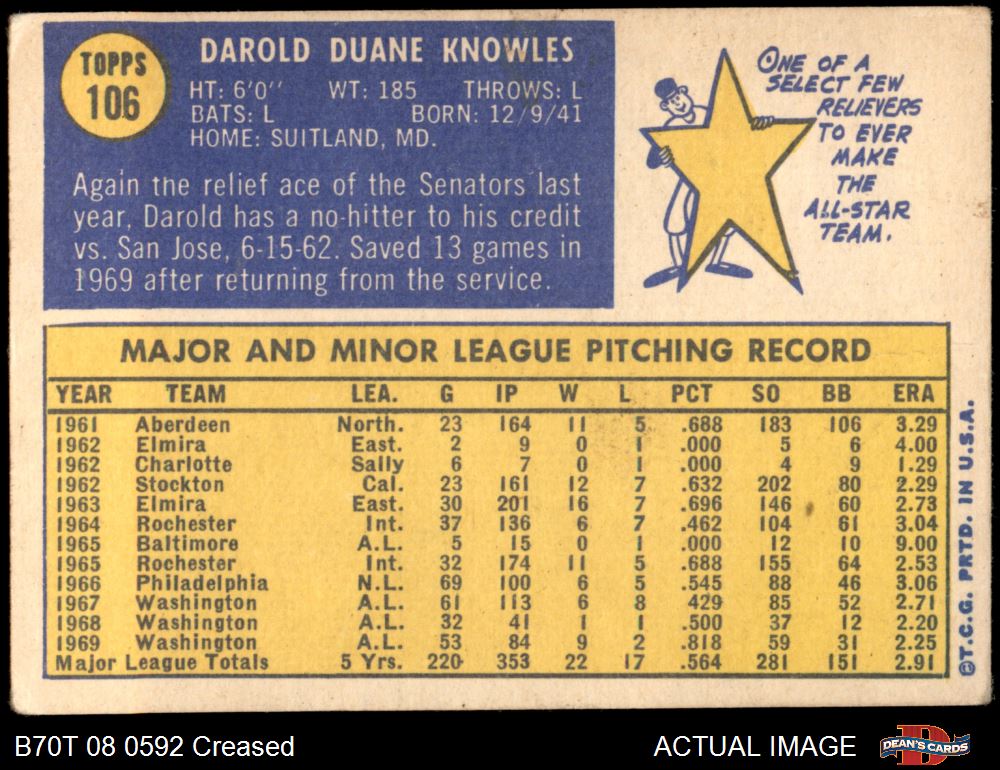 TOPPS
106
DAROLD DUANE KNOWLES
HT: 6'0'' WT: 185 THROWS: L
BATS: L BORN: 12/9/41
HOME: SUITLAND, MD.
Again the relief ace of the Senators last
year, Darold has a no-hitter to his credit
vs. San Jose, 6-15-62. Saved 13 games in
1969 after returning from the service.
ONE OF A
SELECT FEW
RELIEVERS
TO EVER
MAKE
THE
ALL-STAR
TEAM.
MAJOR AND MINOR LEAGUE PITCHING RECORD
YEAR TEAM LEA. G IP W L PCT SO BB ERA
1961 Aberdeen North. 23 164 11 5 .688 183 106 3.29
1962 Elmira East. 2 9 0 1 .000 5 6 4.00
1962 Charlotte Sally 6 7 0 1 .000 4 9 1.29
1962 Stockton Cal. 23 161 12 7 .632 202 80 2.29
1963 Elmira East. 30 201 16 7 .696 146 60 2.73
1964 Rochester Int. 37 136 6 7 .462 104 61 3.04
1965 Baltimore A.L. 5 15 0 1 .000 12 10 9.00
1965 Rochester Int. 32 174 11 5 .688 155 64 2.53
1966 Philadelphia N.L. 69 100 6 5 .545 88 46 3.06
1967 Washington A.L. 61 113 6 8 429 85 52 2.71
1968 Washington A.L. 32 41 1 1 .500 37 12 2.20
1969 Washington A.L. 53 84 9 2 .818 59 31 2.25
Major League Totals 5 Yrs. 220 353 22 17 .564 281 151 2.91
©T.C.G. PRTD. IN U.S.A.
B70T 08 0592 Creased ACTUAL IMAGE
DEAN'S CARDS